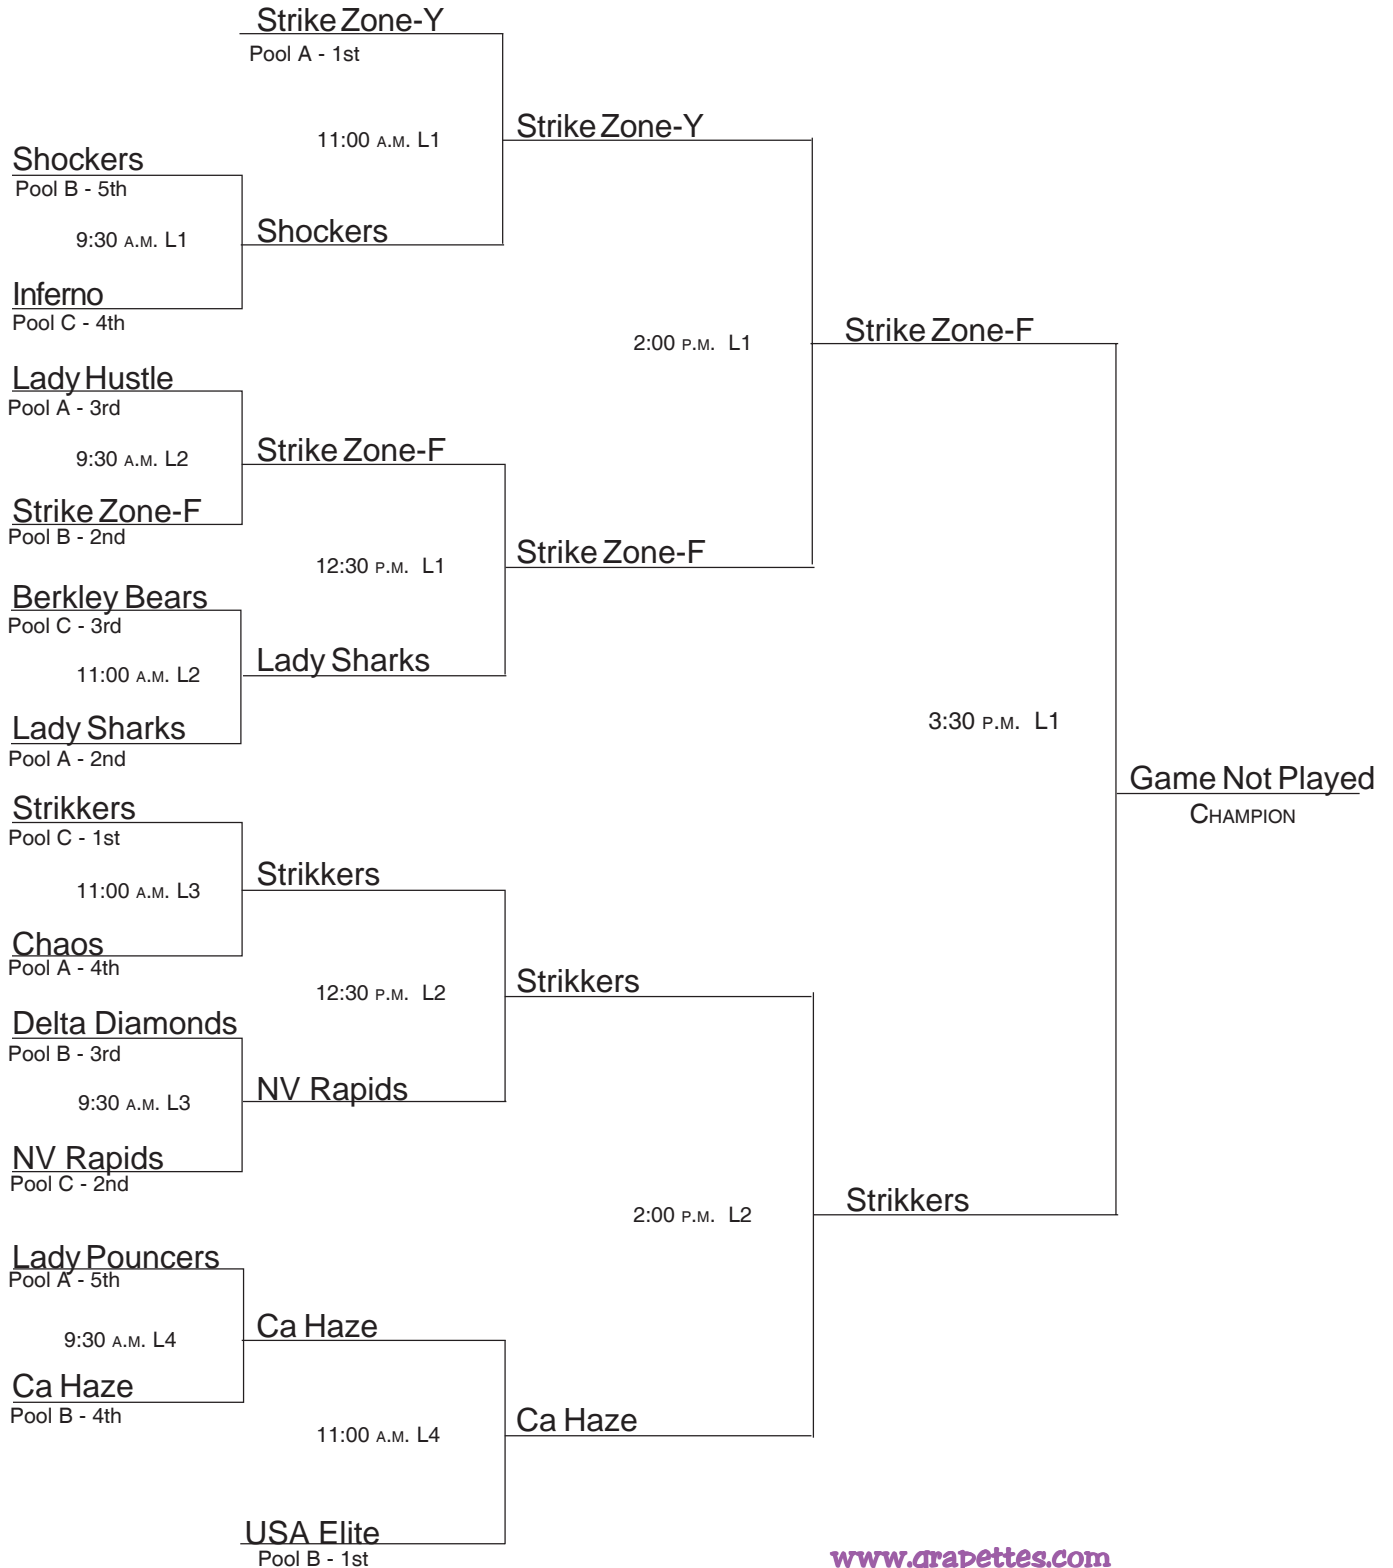 Strike Zone-Y
Pool A - 1st
11:00 A.M. L1
Strike Zone-Y
Shockers
Pool B - 5th
9:30 A.M. L1
Shockers
Inferno
Pool C - 4th
2:00 P.M. L1
Strike Zone-F
Lady Hustle
Pool A - 3rd
9:30 A.M. L2
Strike Zone-F
Strike Zone-F
Pool B - 2nd
12:30 P.M. L1
Strike Zone-F
Berkley Bears
Pool C - 3rd
11:00 A.M. L2
Lady Sharks
Lady Sharks
Pool A - 2nd
3:30 P.M. L1
Game Not Played
CHAMPION
Strikkers
Pool C - 1st
11:00 A.M. L3
Strikkers
Chaos
Pool A - 4th
12:30 P.M. L2
Strikkers
Delta Diamonds
Pool B - 3rd
9:30 A.M. L3
NV Rapids
NV Rapids
Pool C - 2nd
2:00 P.M. L2
Strikkers
Lady Pouncers
Pool A - 5th
9:30 A.M. L4
Ca Haze
Ca Haze
Pool B - 4th
11:00 A.M. L4
Ca Haze
USA Elite
Pool B - 1st
www.grapettes.com